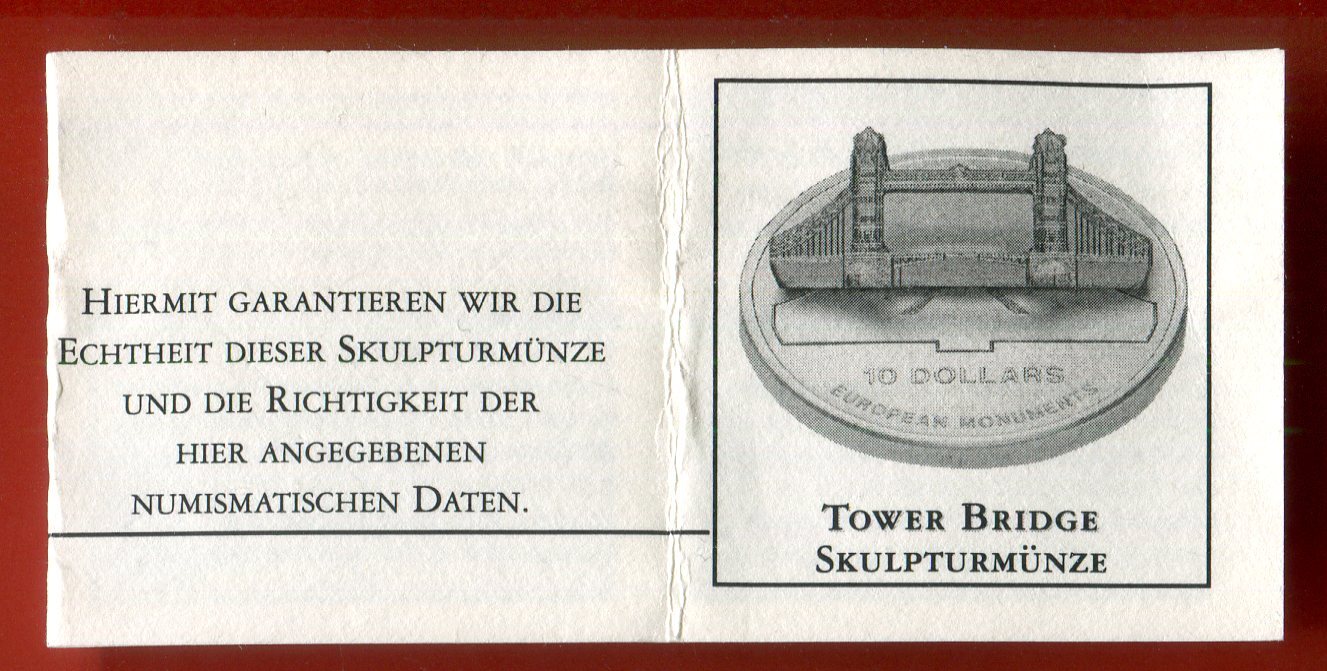 Hiermit garantieren wir die
Echtheit dieser Skulpturmünze
und die Richtigkeit der
hier angegebenen
numismatischen Daten.
10 DOLLARS
EUROPEAN MONUMENTS
Tower Bridge
Skulpturmünze